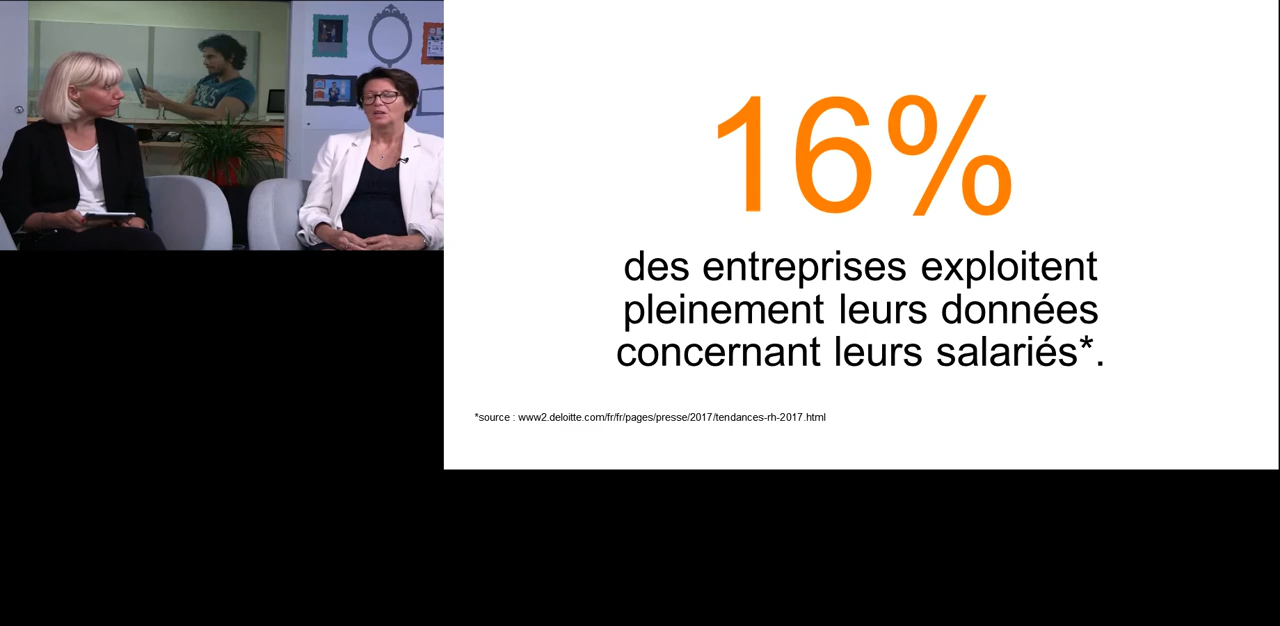 16%
des entreprises exploitent
pleinement leurs données
concernant leurs salariés*.
*source : www2.deloitte.com/fr/fr/pages/presse/2017/tendances-rh-2017.html